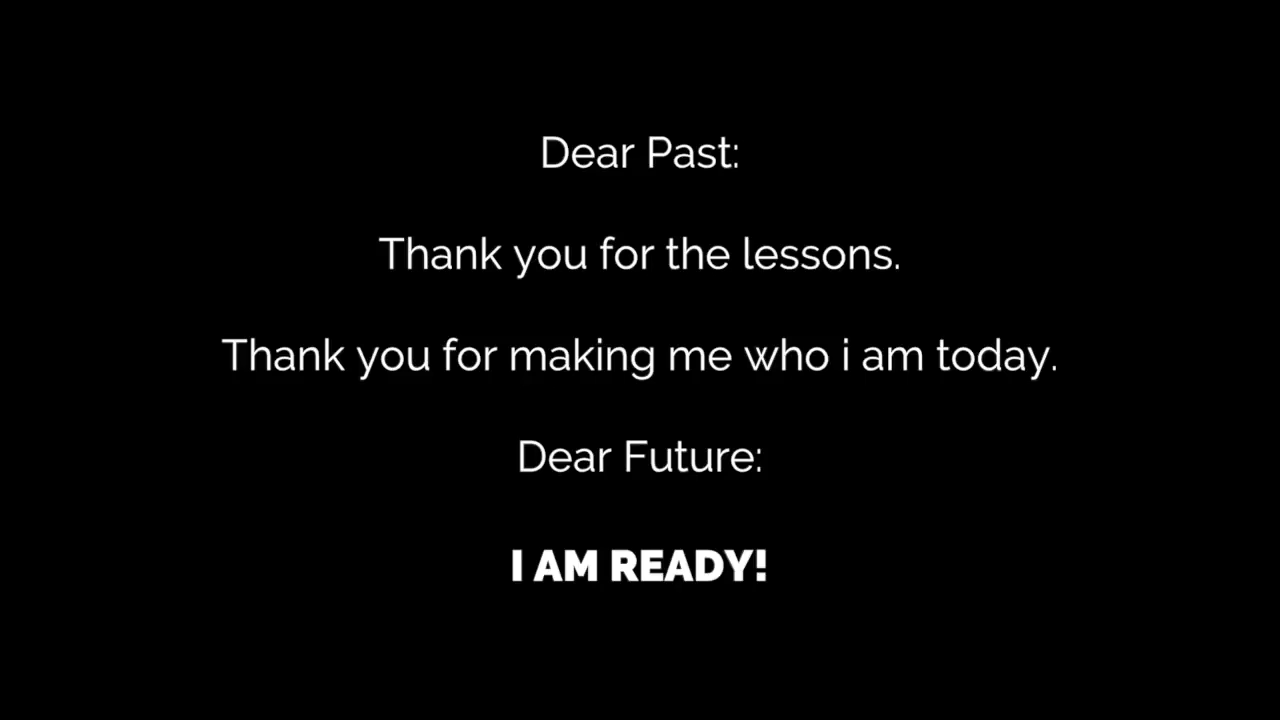 Dear Past:
Thank you for the lessons.
Thank you for making me who i am today.
Dear Future:
I AM READY!